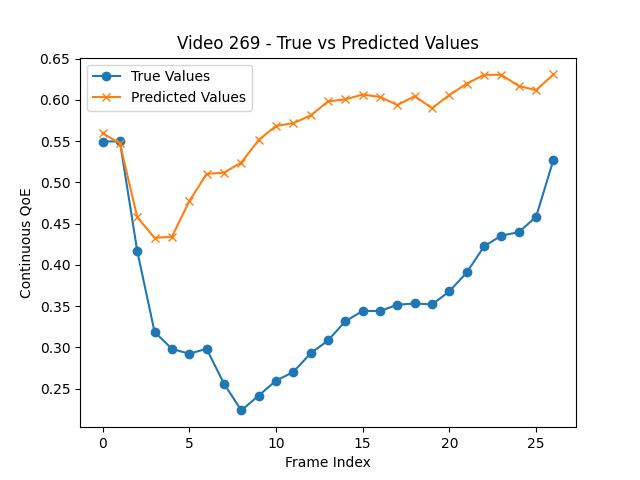 Video 269 - True vs Predicted Values
True Values
Predicted Values
Continuous QoE
0.65
0.60
0.55
0.50
0.45
0.40
0.35
0.30
0.25
0 5 10 15 20 25
Frame Index